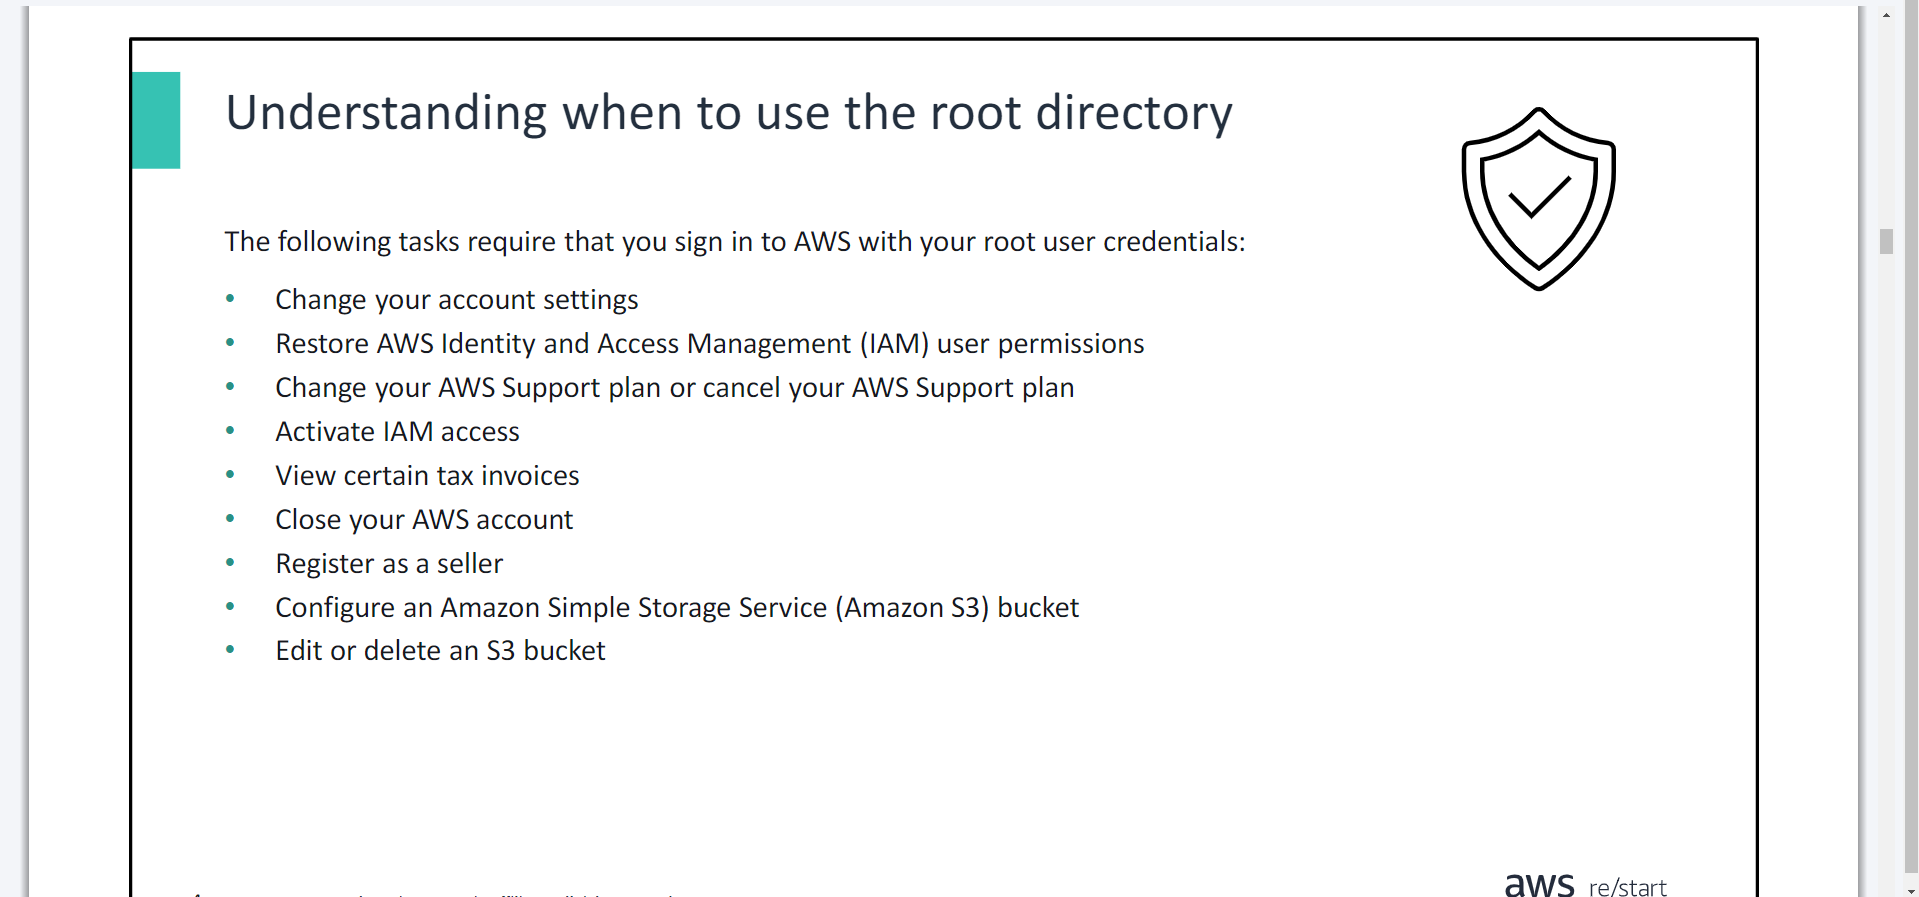 Understanding when to use the root directory
The following tasks require that you sign in to AWS with your root user credentials:
• Change your account settings
• Restore AWS Identity and Access Management (IAM) user permissions
• Change your AWS Support plan or cancel your AWS Support plan
• Activate IAM access
• View certain tax invoices
• Close your AWS account
• Register as a seller
• Configure an Amazon Simple Storage Service (Amazon S3) bucket
• Edit or delete an S3 bucket
aws re/start